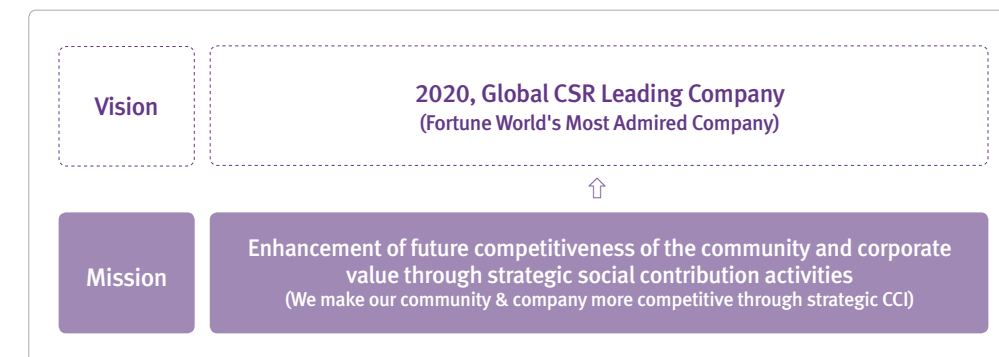 Vision
2020, Global CSR Leading Company
(Fortune World's Most Admired Company)
Mission
Enhancement of future competitiveness of the community and corporate
value through strategic social contribution activities
(We make our community & company more competitive through strategic CCI)